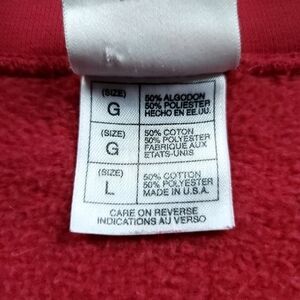 (SIZE)
G
50% ALGODON
50% POLIESTER
HECHO EN EE.UU.
(SIZE)
G
50% COTON
50% POLYESTER
FABRIQUE AUX
ETATS-UNIS
(SIZE)
L
50% COTTON
50% POLYESTER
MADE IN U.S.A.
CARE ON REVERSE
INDICATIONS AU VERSO